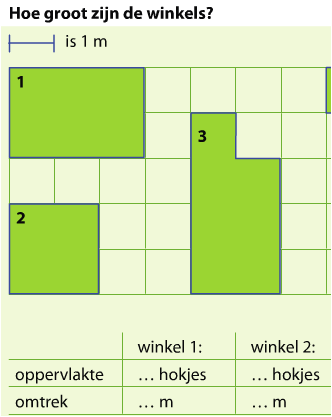 Hoe groot zijn de winkels?
is 1 m
1
3
2
winkel 1: winkel 2:
oppervlakte … hokjes … hokjes
omtrek … m … m